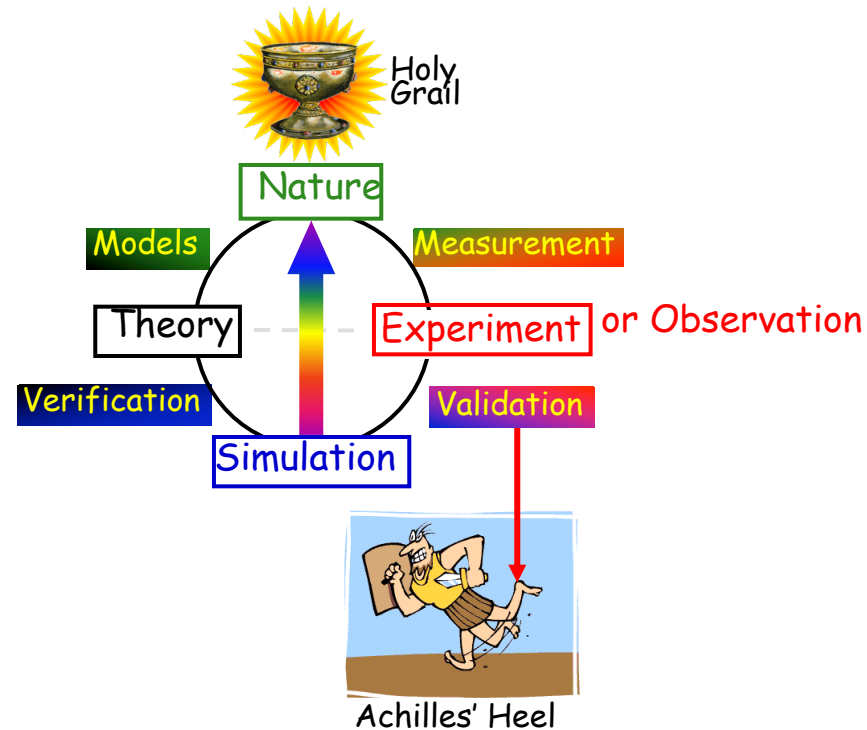 Holy
Grail
Nature
Models
Measurement
Theory
Experiment or Observation
Verification
Validation
Simulation
Achilles' Heel